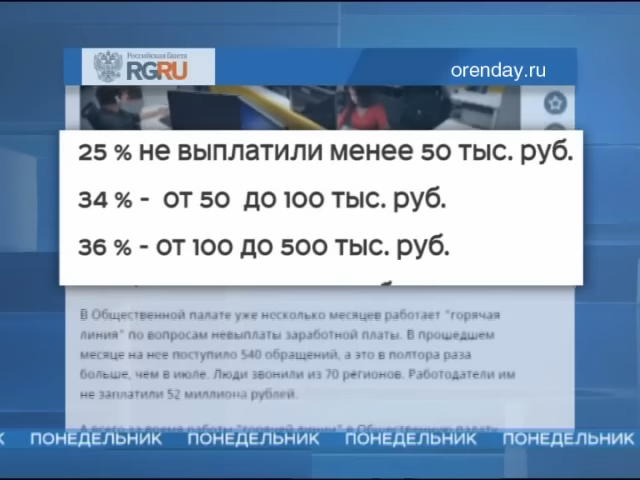 Российская Газета
RGRU
orenday.ru
25 % не выплатили менее 50 тыс. руб.
34 % - от 50 до 100 тыс. руб.
36 % - от 100 до 500 тыс. руб.
В Общественной палате уже несколько месяцев работает "горячая
линия" по вопросам невыплаты заработной платы. В прошедшем
месяце на нее поступило 540 обращений, а это в полтора раза
больше, чем в июле. Люди звонили из 70 регионов. Работодатели им
не заплатили 52 миллиона рублей.
К ПОНЕДЕЛЬНИК ПОНЕДЕЛЬНИК ПОНЕДЕЛЬНИК ПОНЕДЕЛЬНИК